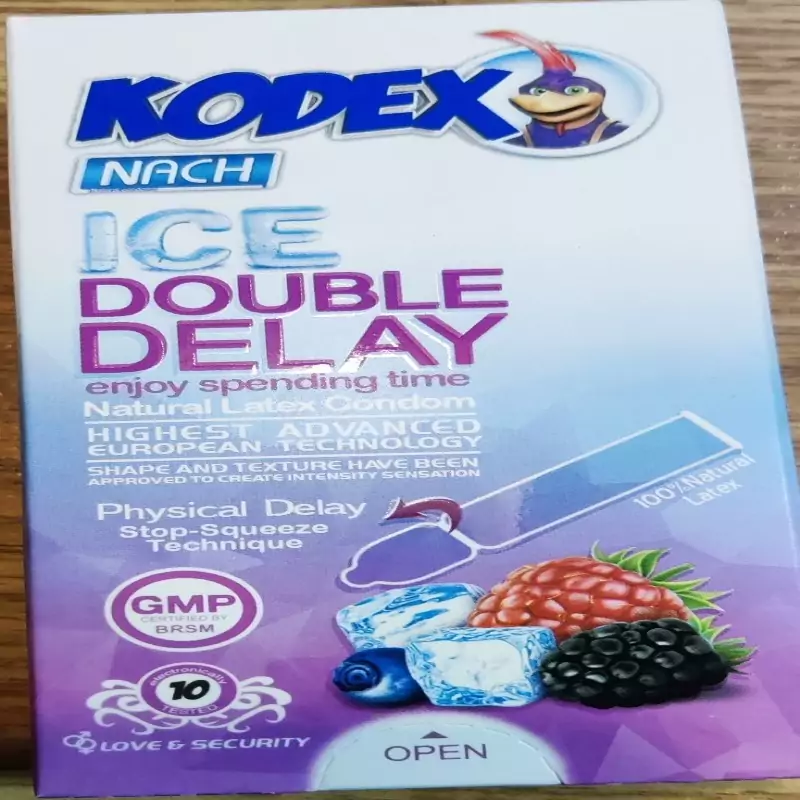 KODEX
NACH
ICE
DOUBLE
DELAY
enjoy spending time
Natural Latex Condom
HIGHEST ADVANCED
EUROPEAN TECHNOLOGY
SHAPE AND TEXTURE HAVE BEEN
APPROVED TO CREATE INTENSITY SENSATION
Physical Delay
Stop-Squeeze
Technique
100% Natural
Latex
GMP
CERTIFIED BY
BRSM
electronically
10
TESTED
LOVE & SECURITY
OPEN